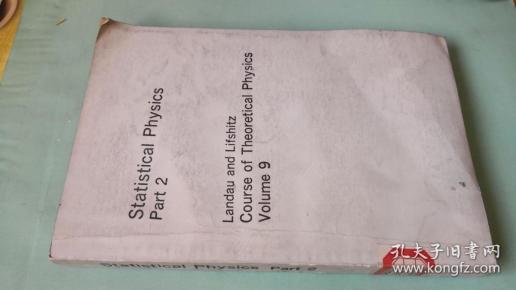 Statistical Physics
Part 2
Landau and Lifshitz
Course of Theoretical Physics
Volume 9
Statistical Physics Part 2
孔夫子旧书网
www.kongfz.com